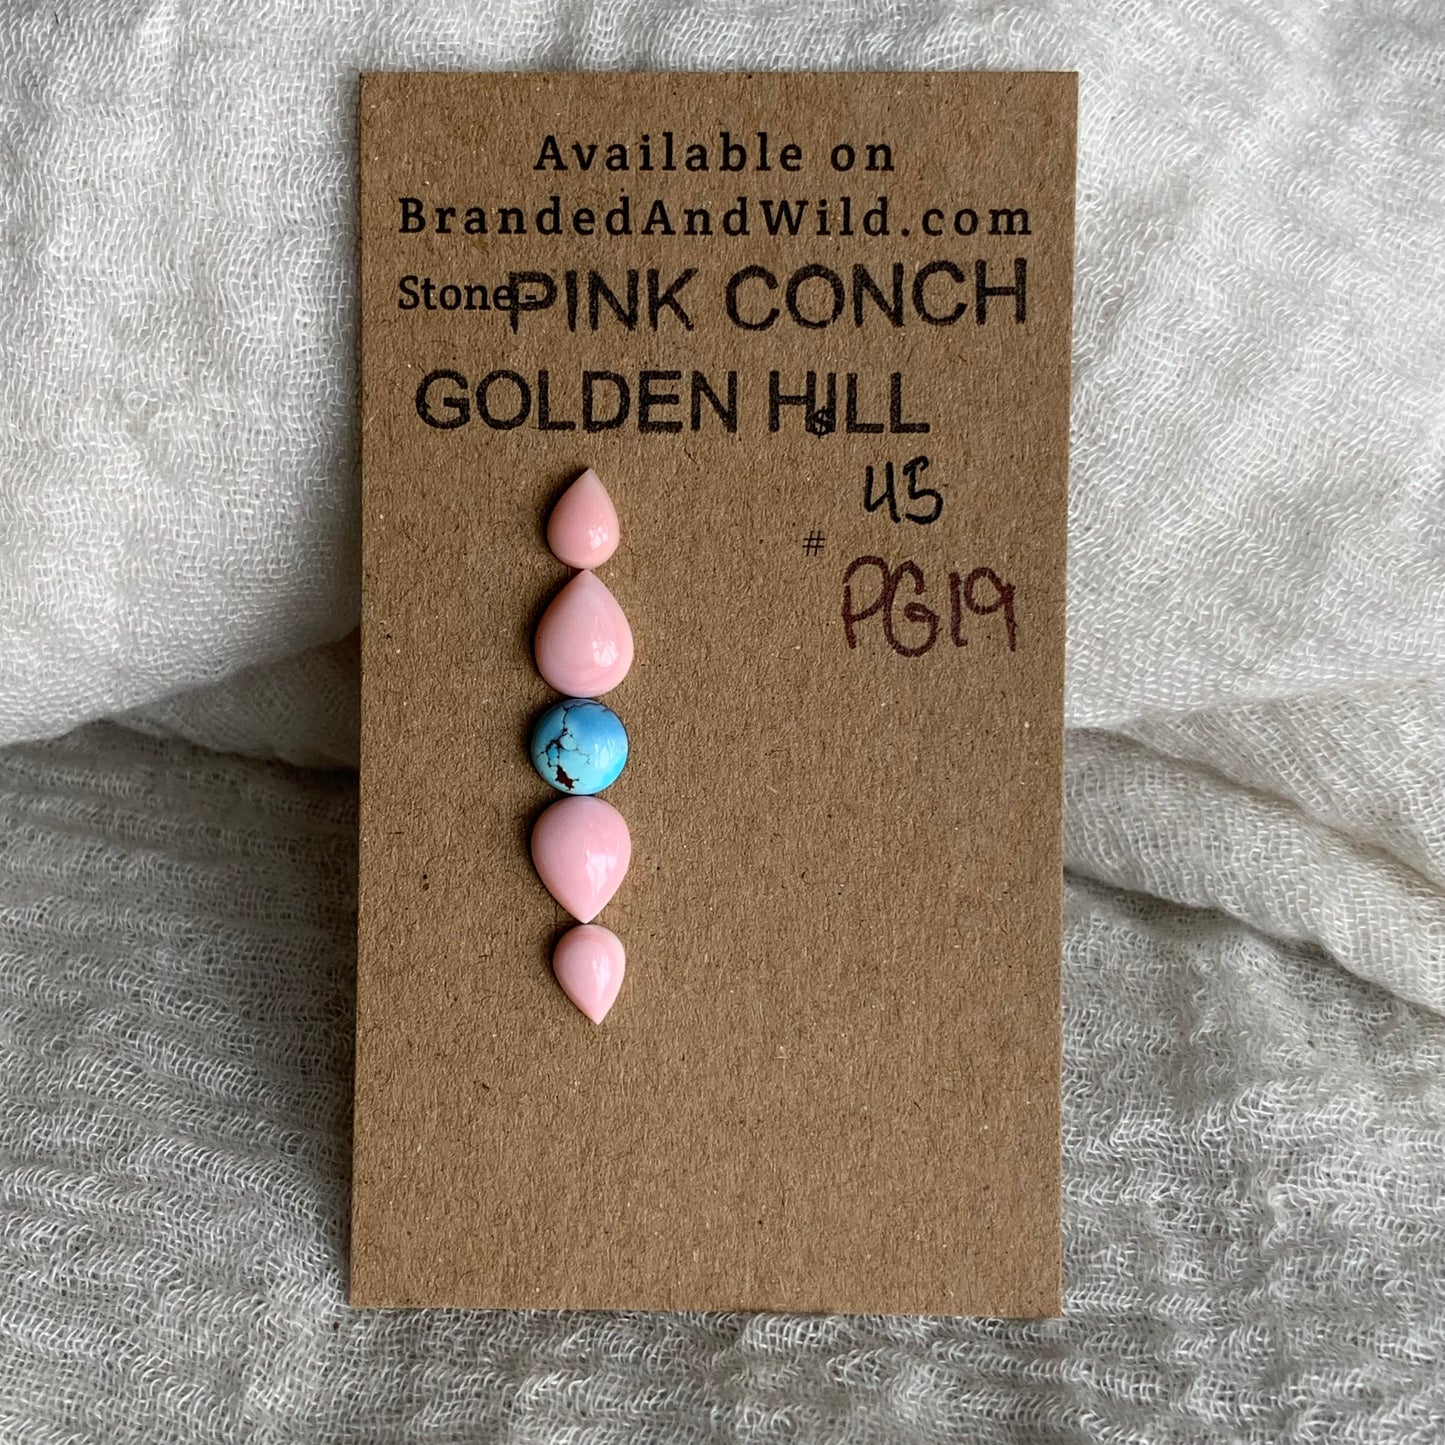 Available on
BrandedAndWild.com
Stone:- PINK CONCH
GOLDEN HILL
$ 45
# PG19